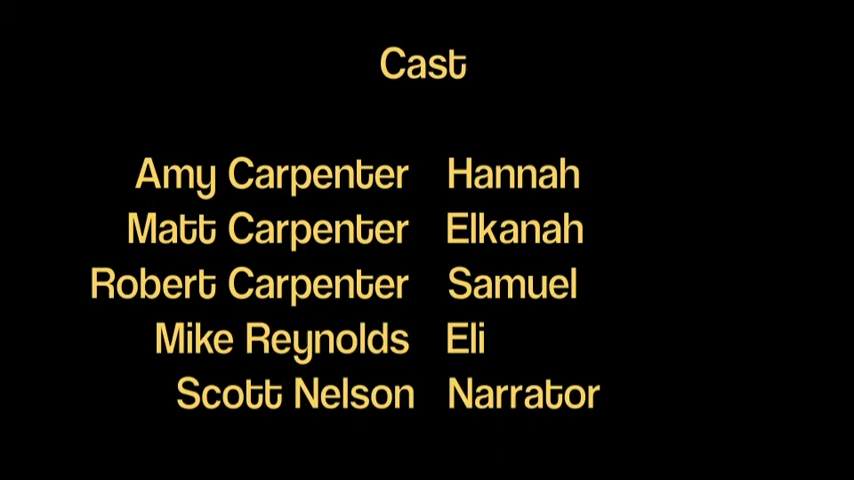 Cast
Amy Carpenter Hannah
Matt Carpenter Elkanah
Robert Carpenter Samuel
Mike Reynolds Eli
Scott Nelson Narrator